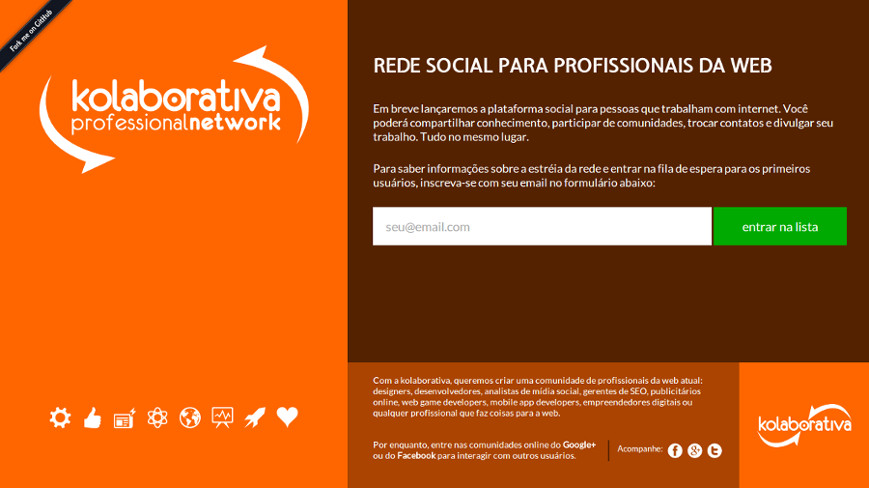 Fork me on GitHub
kolaborativa
professionalnetwork
REDE SOCIAL PARA PROFISSIONAIS DA WEB
Em breve lançaremos a plataforma social para pessoas que trabalham com internet. Você
poderá compartilhar conhecimento, participar de comunidades, trocar contatos e divulgar seu
trabalho. Tudo no mesmo lugar.
Para saber informações sobre a estréia da rede e entrar na fila de espera para os primeiros
usuários, inscreva-se com seu email no formulário abaixo:
seu@email.com
entrar na lista
Com a kolaborativa, queremos criar uma comunidade de profissionais da web atual:
designers, desenvolvedores, analistas de mídia social, gerentes de SEO, publicitários
online, web game developers, mobile app developers, empreendedores digitais ou
qualquer profissional que faz coisas para a web.
Por enquanto, entre nas comunidades online do Google+
ou do Facebook para interagir com outros usuários.
Acompanhe:
kolaborativa